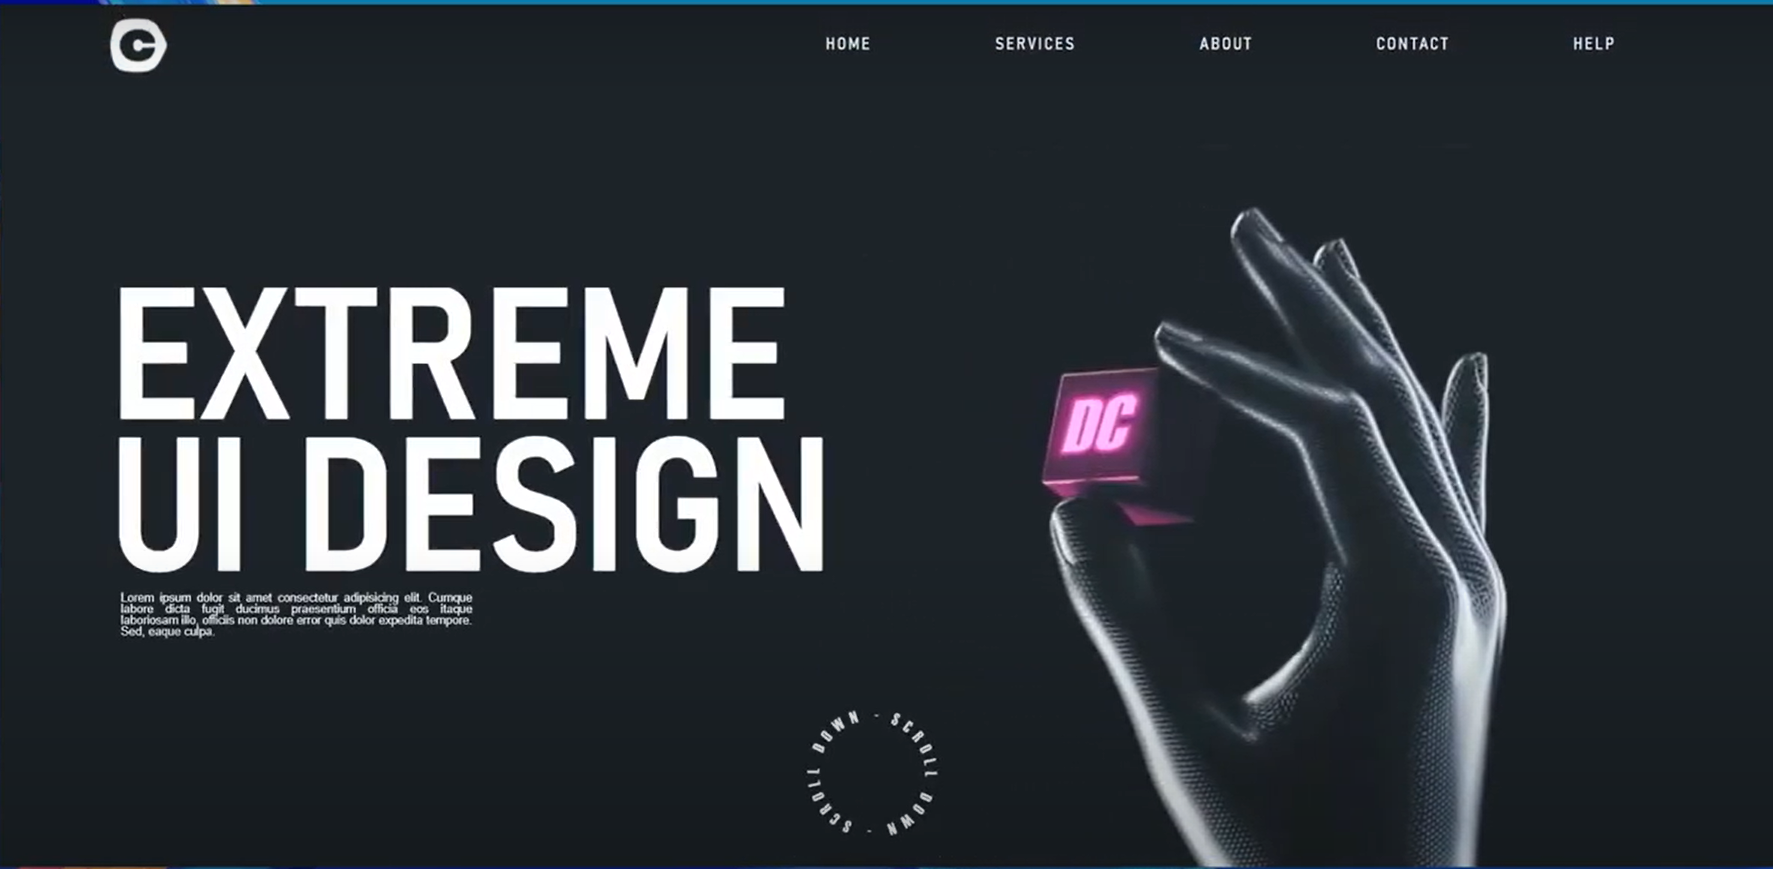 C
HOME
SERVICES
ABOUT
CONTACT
HELP
EXTREME
UI DESIGN
Lorem ipsum dolor sit amet consectetur adipisicing elit. Cumque
labore dicta fugit ducimus praesentium officia eos itaque
laboriosam illo, officiis non dolore error quis dolor expedita tempore.
Sed, eaque culpa.
DC
- SCROLL DOWN - SCROLL DOWN